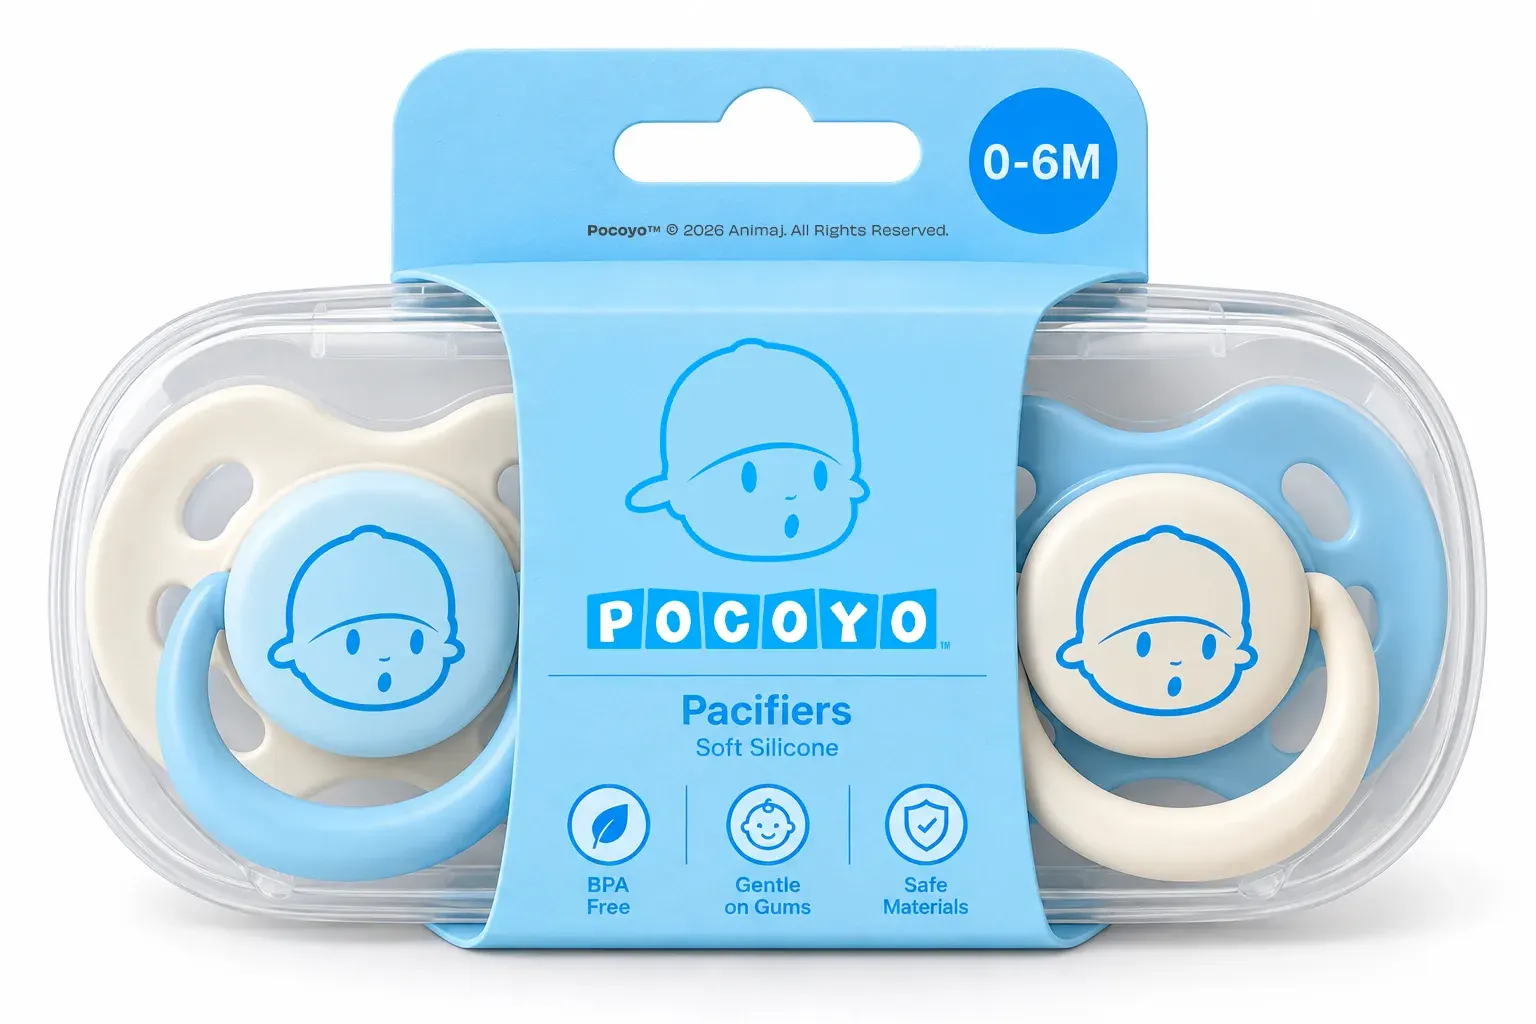 0-6M
Pocoyo™ © 2026 Animaj. All Rights Reserved.
POCOYO™
Pacifiers
Soft Silicone
BPA
Free
Gentle
on Gums
Safe
Materials